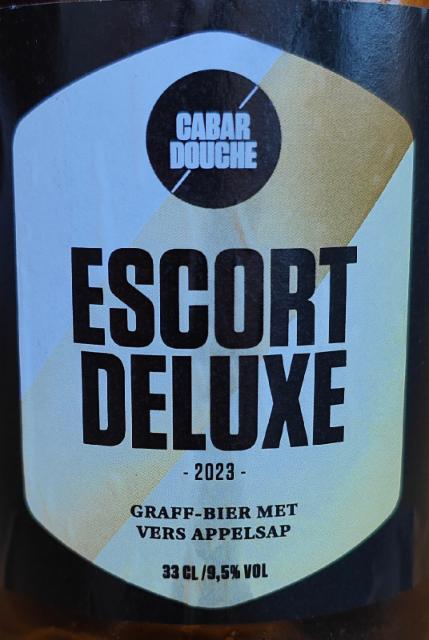 CABAR
DOUCHE
ESCORT
DELUXE
- 2023 -
GRAFF-BIER MET
VERS APPELSAP
33 CL /9,5% VOL